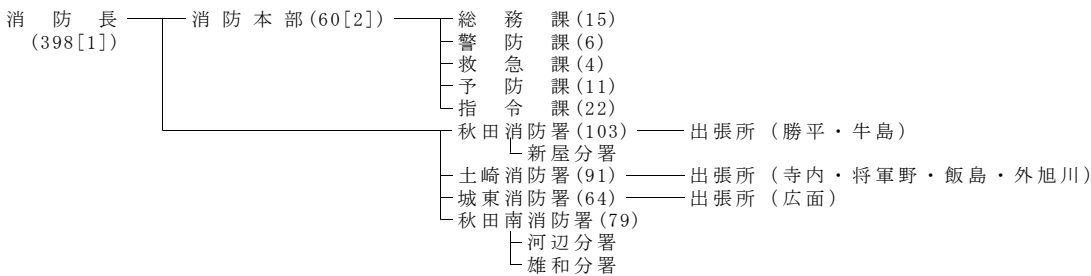 消防長 消防本部(60[2]) 総務課(15)
(398[1]) 警防課(6)
救急課(4)
予防課(11)
指令課(22)
秋田消防署(103) 出張所（勝平・牛島）
新屋分署
土崎消防署(91) 出張所（寺内・将軍野・飯島・外旭川）
城東消防署(64) 出張所（広面）
秋田南消防署(79)
河辺分署
雄和分署